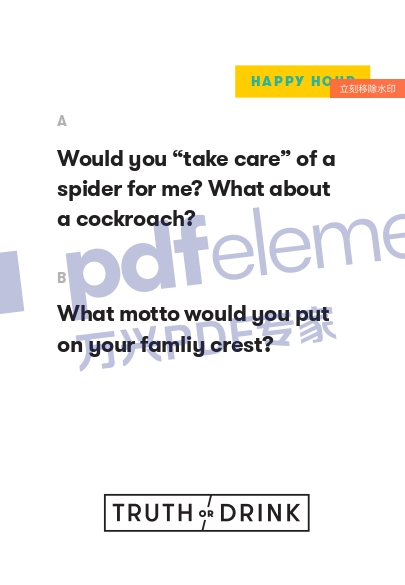 HAPPY HOUR
立刻移除水印
A
Would you “take care” of a
spider for me? What about
a cockroach?
pdfeleme
B
What motto would you put
on your famliy crest?
万兴PDF专家
TRUTH OR DRINK